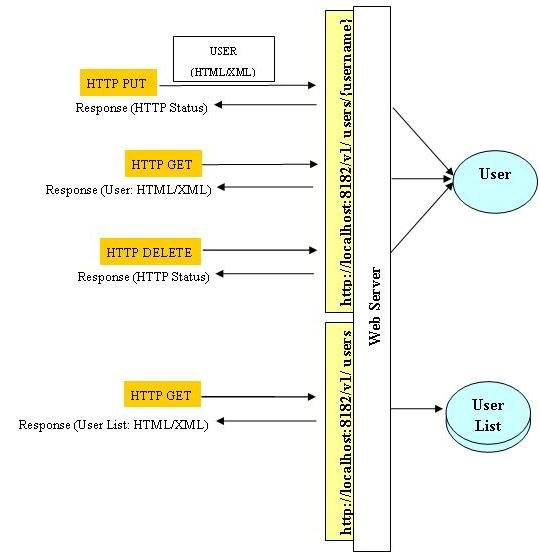 USER
(HTML/XML)
HTTP PUT
Response (HTTP Status)
HTTP GET
Response (User: HTML/XML)
HTTP DELETE
Response (HTTP Status)
http://localhost:8182/v1/ users/{username}
User
Web Server
HTTP GET
Response (User List: HTML/XML)
http://localhost:8182/v1/ users
User
List